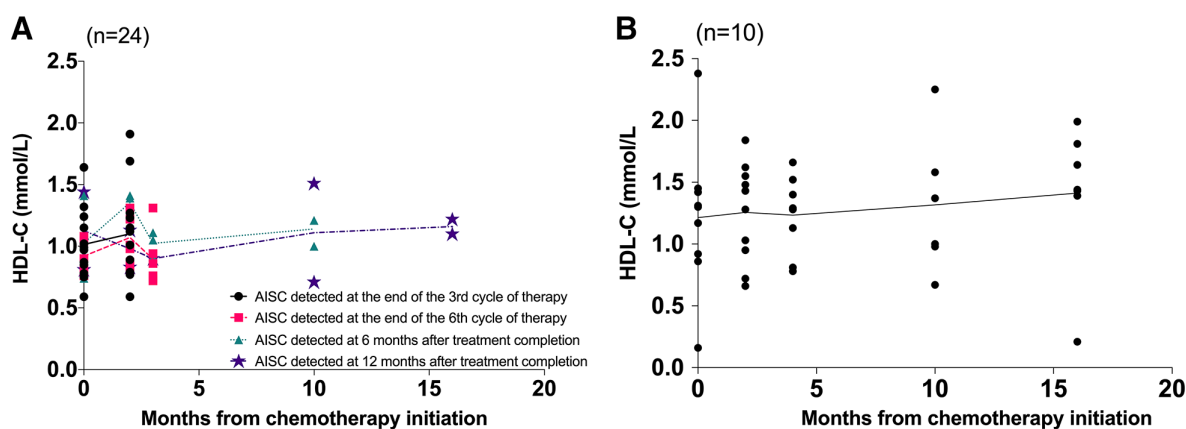 A
(n=24)
HDL-C (mmol/L)
2.5
2.0
1.5
1.0
0.5
0.0
0
5
10
15
20
Months from chemotherapy initiation
AISC detected at the end of the 3rd cycle of therapy
AISC detected at the end of the 6th cycle of therapy
AISC detected at 6 months after treatment completion
AISC detected at 12 months after treatment completion
B
(n=10)
HDL-C (mmol/L
2.5
2.0
1.5
1.0
0.5
0.0
0
5
10
15
20
Months from chemotherapy initiation